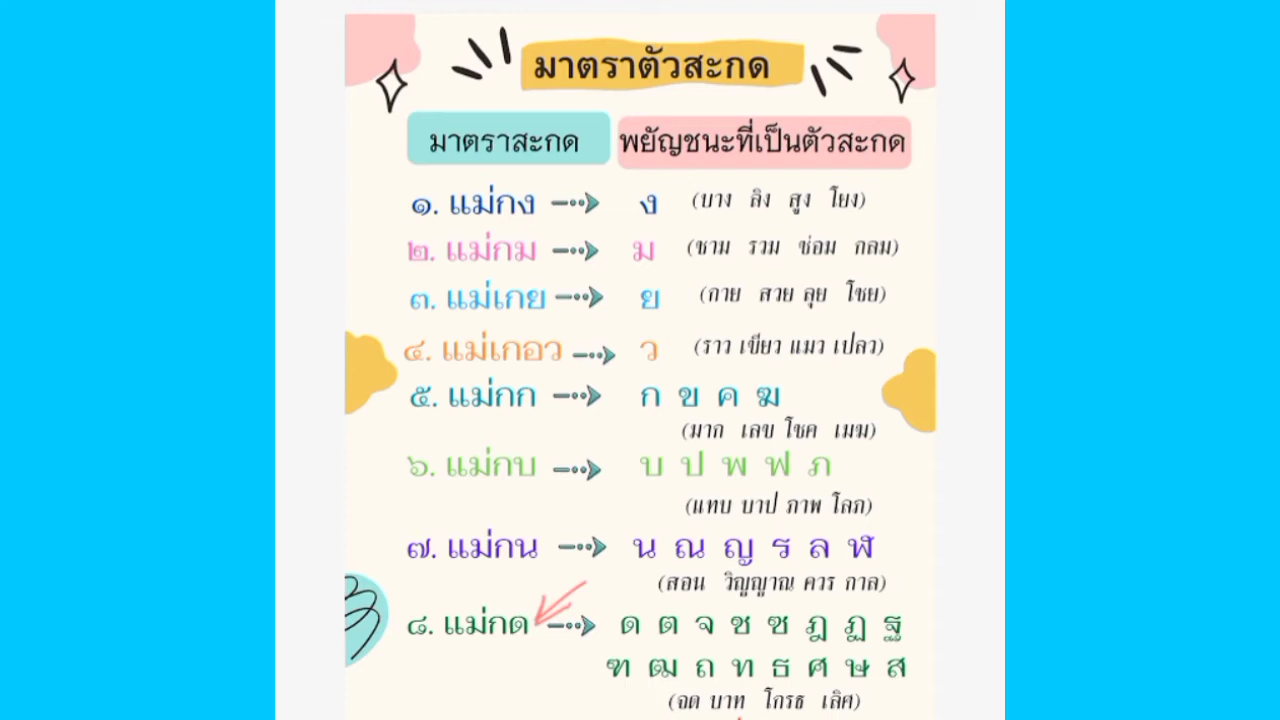 มาตราตัวสะกด
มาตราสะกด พยัญชนะที่เป็นตัวสะกด
๑. แม่กง ง (บาง ลิง สูง โยง)
๒. แม่กม ม (ชาม รวม ซ่อม กลม)
๓. แม่เกย ย (กาย สวย ลุย โชย)
๔. แม่เกอว ว (ราว เขียว แมว เปลว)
๕. แม่กก ก ข ค ฆ
(มาก เลข โชค เมฆ)
๖. แม่กบ บ ป พ ฟ ภ
(แทบ บาป ภาพ โลภ)
๗. แม่กน น ณ ญ ร ล ฬ
(สอน วิญญาณ ควร กาล)
๘. แม่กด ด ต จ ช ซ ฎ ฏ ฐ
ฑ ฒ ถ ท ธ ศ ษ ส
(จด บาท โกรธ เลิศ)